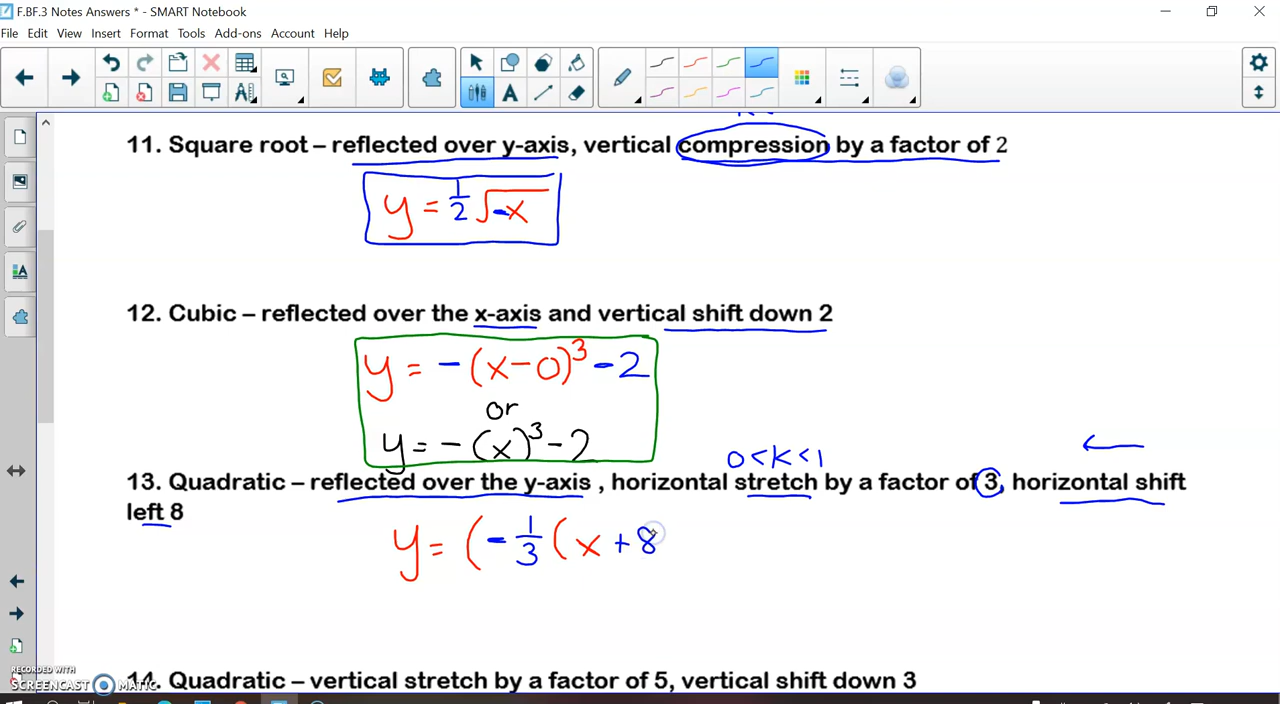 F.BF.3 Notes Answers * - SMART Notebook
File Edit View Insert Format Tools Add-ons Account Help
11. Square root – reflected over y-axis, vertical compression by a factor of 2
y = 1/2 √-x
12. Cubic – reflected over the x-axis and vertical shift down 2
y = -(x-0)³ -2
or
y = -(x)³ -2
0<k<1
13. Quadratic – reflected over the y-axis , horizontal stretch by a factor of 3, horizontal shift
left 8
y = (-1/3 (x +8
14. Quadratic – vertical stretch by a factor of 5, vertical shift down 3
RECORDED WITH
SCREENCAST MATIC